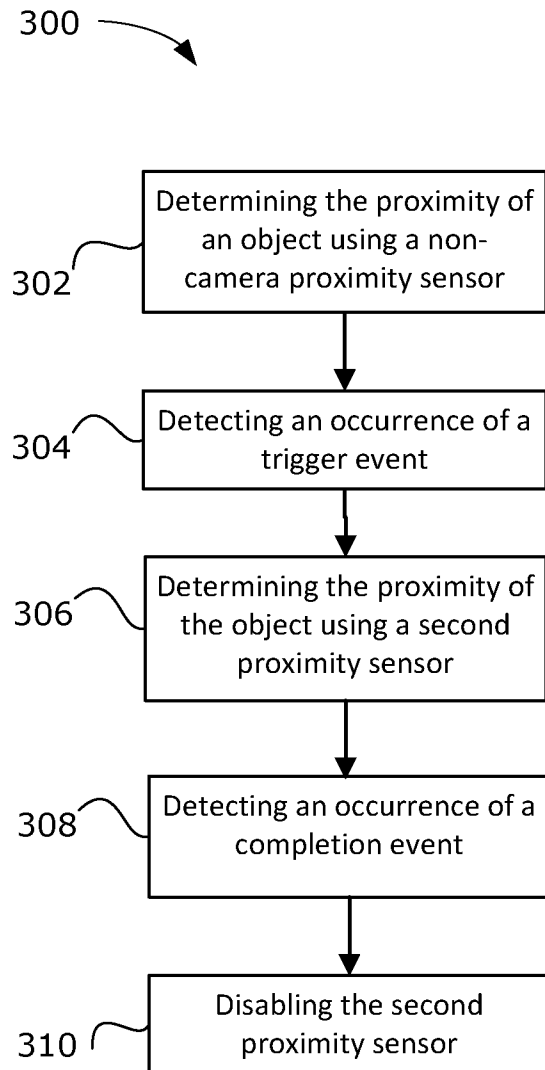 300
Determining the proximity of
an object using a non-
camera proximity sensor
302
Detecting an occurrence of a
trigger event
304
Determining the proximity of
the object using a second
proximity sensor
306
Detecting an occurrence of a
completion event
308
Disabling the second
proximity sensor
310